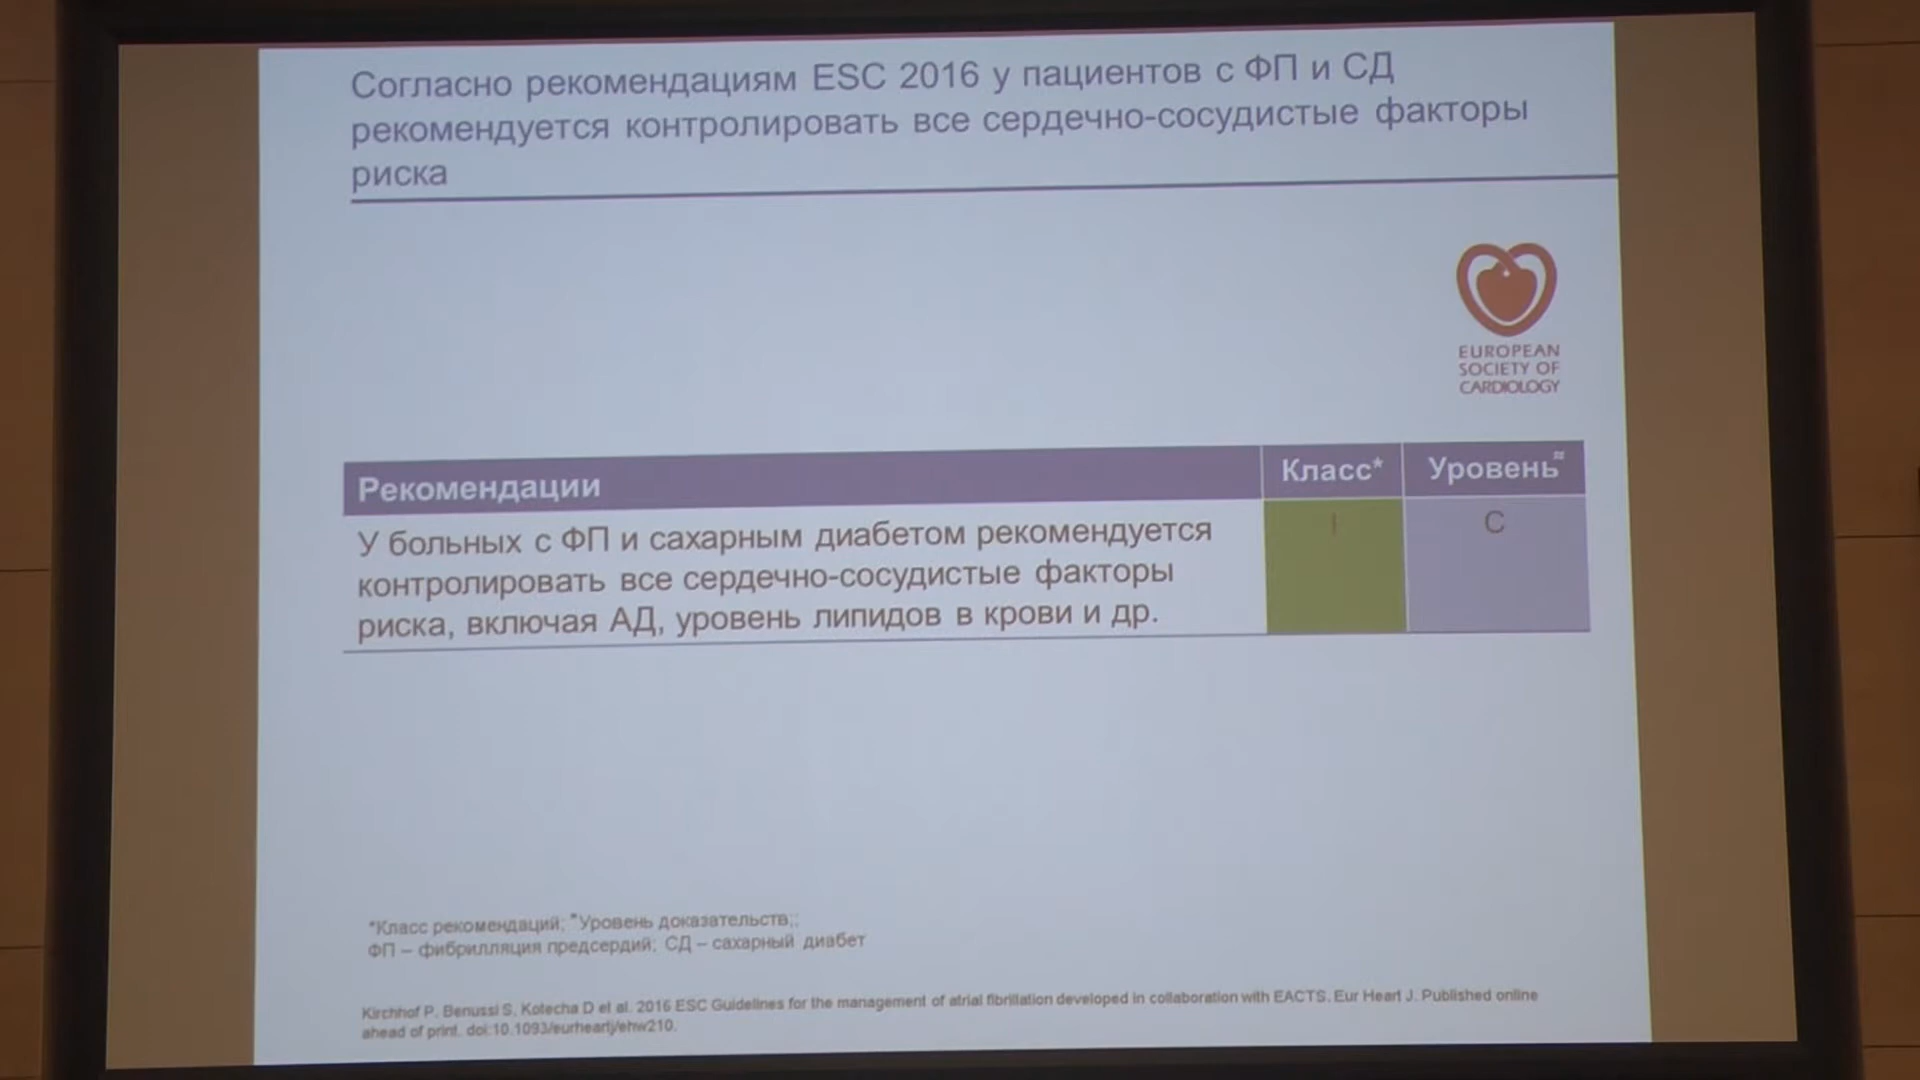 Согласно рекомендациям ESC 2016 у пациентов с ФП и СД
рекомендуется контролировать все сердечно-сосудистые факторы
риска
EUROPEAN
SOCIETY OF
CARDIOLOGY
Рекомендации Класс* Уровень≈
У больных с ФП и сахарным диабетом рекомендуется I C
контролировать все сердечно-сосудистые факторы
риска, включая АД, уровень липидов в крови и др.
*Класс рекомендаций; ≈Уровень доказательств;;
ФП – фибрилляция предсердий; СД – сахарный диабет
Kirchhof P, Benussi S, Kotecha D et al. 2016 ESC Guidelines for the management of atrial fibrillation developed in collaboration with EACTS. Eur Heart J. Published online
ahead of print. doi:10.1093/eurheartj/ehw210.